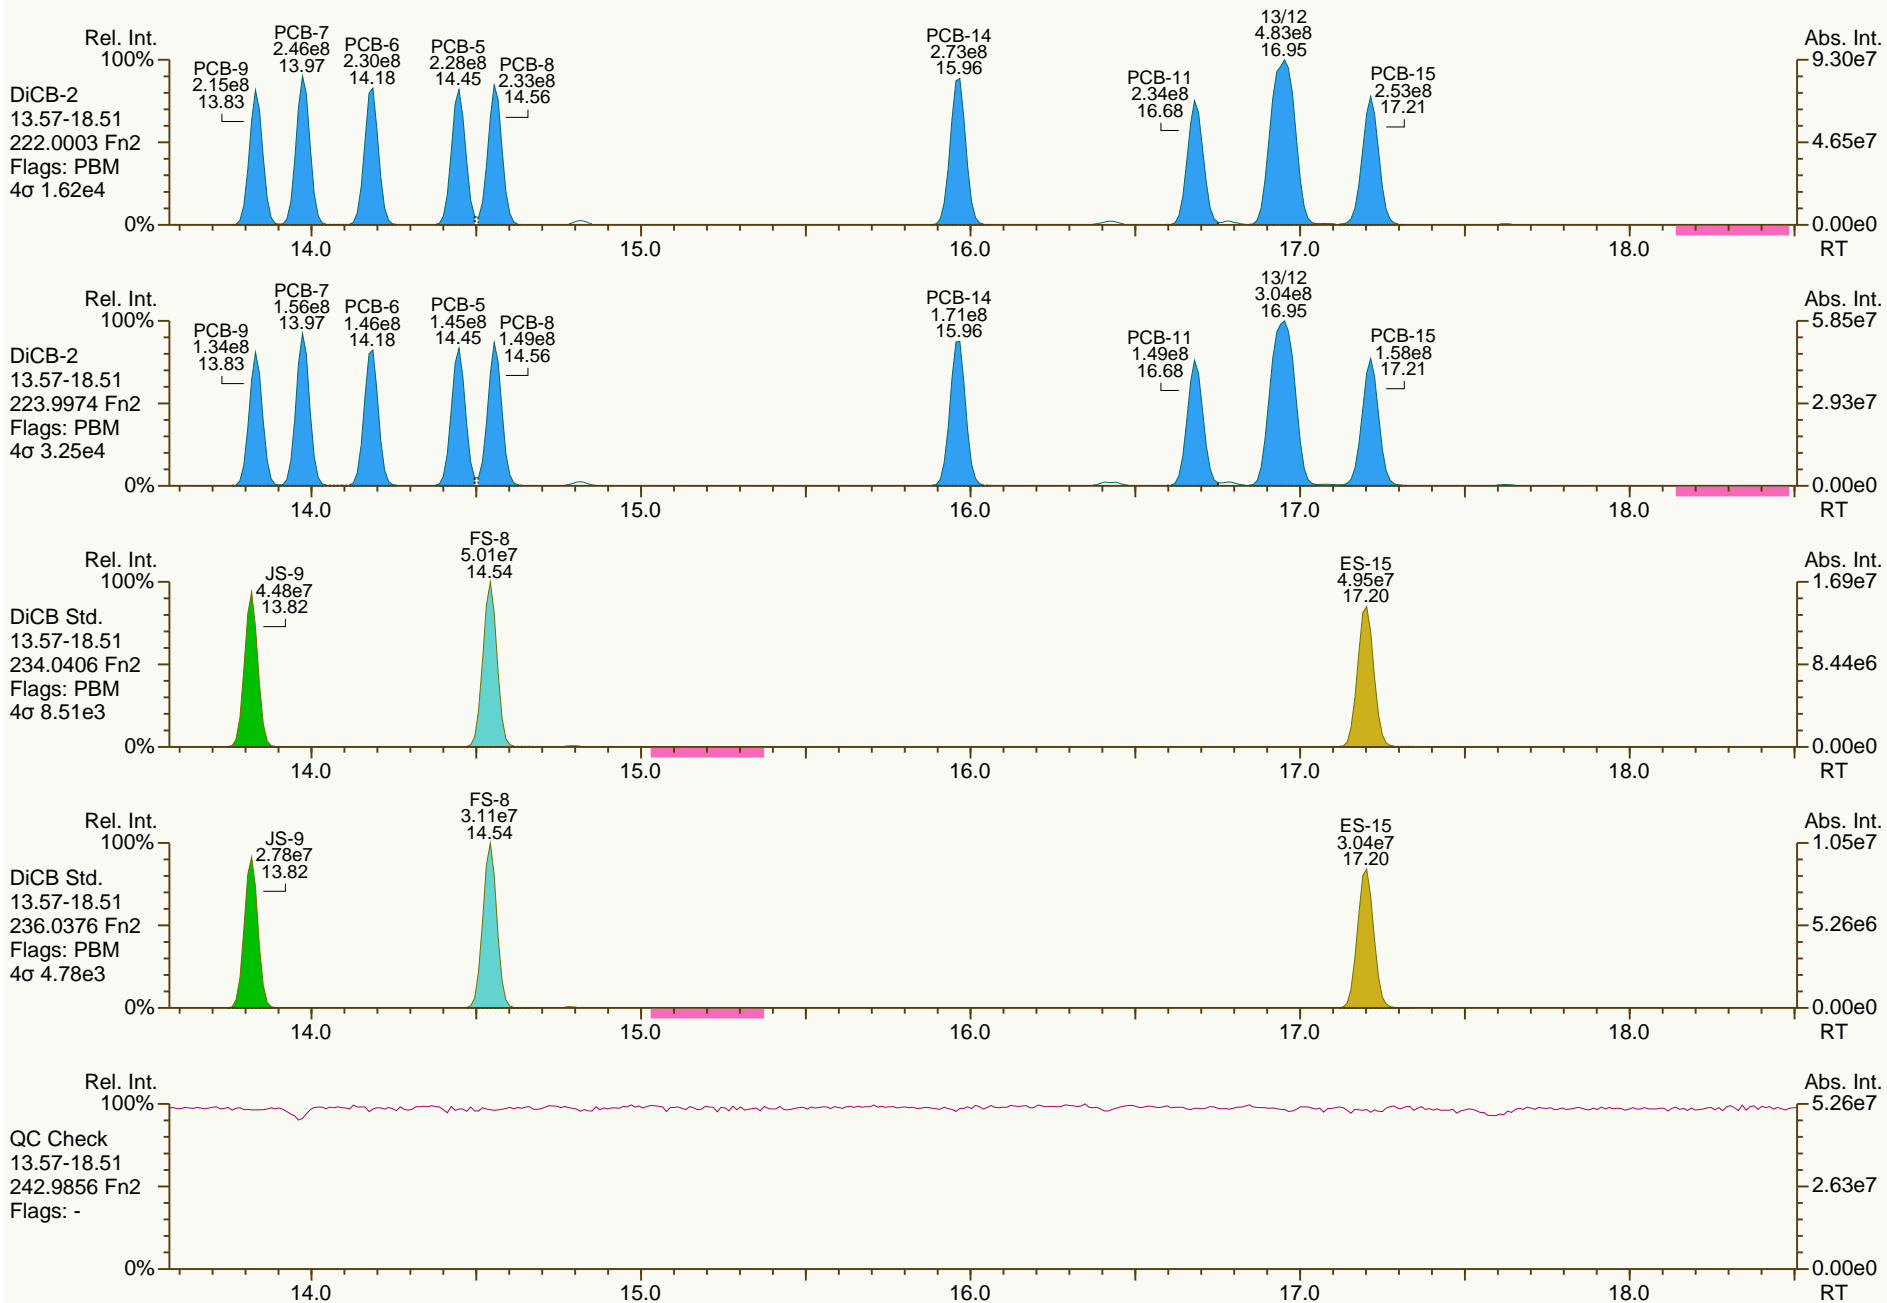 Rel. Int.
100%
0%
DiCB-2
13.57-18.51
222.0003 Fn2
Flags: PBM
4σ 1.62e4
PCB-9
2.15e8
13.83
PCB-7
2.46e8
13.97
PCB-6
2.30e8
14.18
PCB-5
2.28e8
14.45
PCB-8
2.33e8
14.56
PCB-14
2.73e8
15.96
PCB-11
2.34e8
16.68
13/12
4.83e8
16.95
PCB-15
2.53e8
17.21
Abs. Int.
9.30e7
4.65e7
0.00e0
14.0 15.0 16.0 17.0 18.0 RT
Rel. Int.
100%
0%
DiCB-2
13.57-18.51
223.9974 Fn2
Flags: PBM
4σ 3.25e4
PCB-9
1.34e8
13.83
PCB-7
1.56e8
13.97
PCB-6
1.46e8
14.18
PCB-5
1.45e8
14.45
PCB-8
1.49e8
14.56
PCB-14
1.71e8
15.96
PCB-11
1.49e8
16.68
13/12
3.04e8
16.95
PCB-15
1.58e8
17.21
Abs. Int.
5.85e7
2.93e7
0.00e0
14.0 15.0 16.0 17.0 18.0 RT
Rel. Int.
100%
0%
DiCB Std.
13.57-18.51
234.0406 Fn2
Flags: PBM
4σ 8.51e3
JS-9
4.48e7
13.82
FS-8
5.01e7
14.54
ES-15
4.95e7
17.20
Abs. Int.
1.69e7
8.44e6
0.00e0
14.0 15.0 16.0 17.0 18.0 RT
Rel. Int.
100%
0%
DiCB Std.
13.57-18.51
236.0376 Fn2
Flags: PBM
4σ 4.78e3
JS-9
2.78e7
13.82
FS-8
3.11e7
14.54
ES-15
3.04e7
17.20
Abs. Int.
1.05e7
5.26e6
0.00e0
14.0 15.0 16.0 17.0 18.0 RT
Rel. Int.
100%
0%
QC Check
13.57-18.51
242.9856 Fn2
Flags: -
Abs. Int.
5.26e7
2.63e7
0.00e0
14.0 15.0 16.0 17.0 18.0 RT